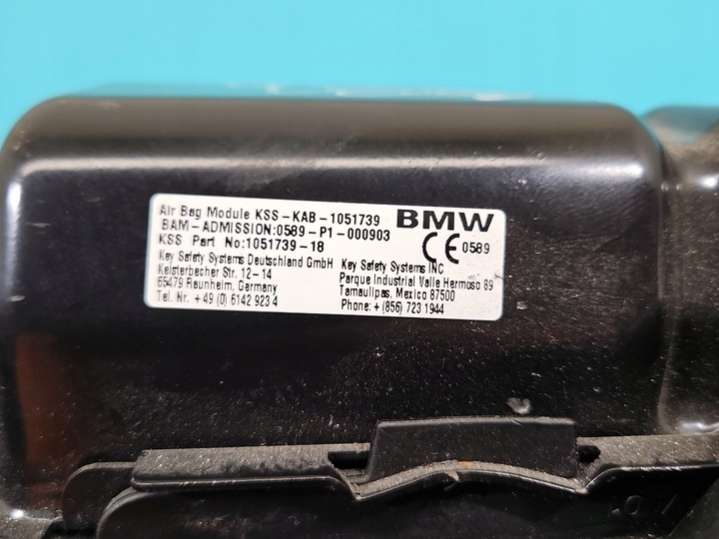 Air Bag Module KSS-KAB-1051739
BMW
BAM-ADMISSION:0589-P1-000903
CE 0589
KSS Part No:1051739-18
Key Safety Systems Deutschland GmbH
Kelsterbecher Str. 12-14
65479 Raunheim, Germany
Tel. Nr. +49 (0) 6142 923 4
Key Safety Systems INC
Parque Industrial Valle Hermoso 89
Tamaulipas, Mexico 87500
Phone: + (856) 723 1944